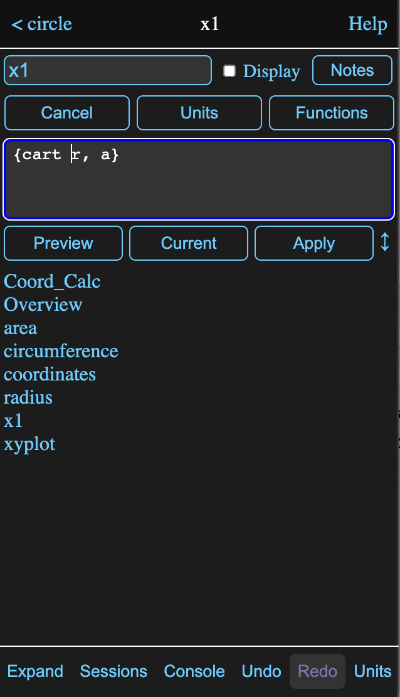 < circle x1 Help
x1 Display Notes
Cancel Units Functions
{cart r, a}
Preview Current Apply ↕
Coord_Calc
Overview
area
circumference
coordinates
radius
x1
xyplot
Expand Sessions Console Undo Redo Units